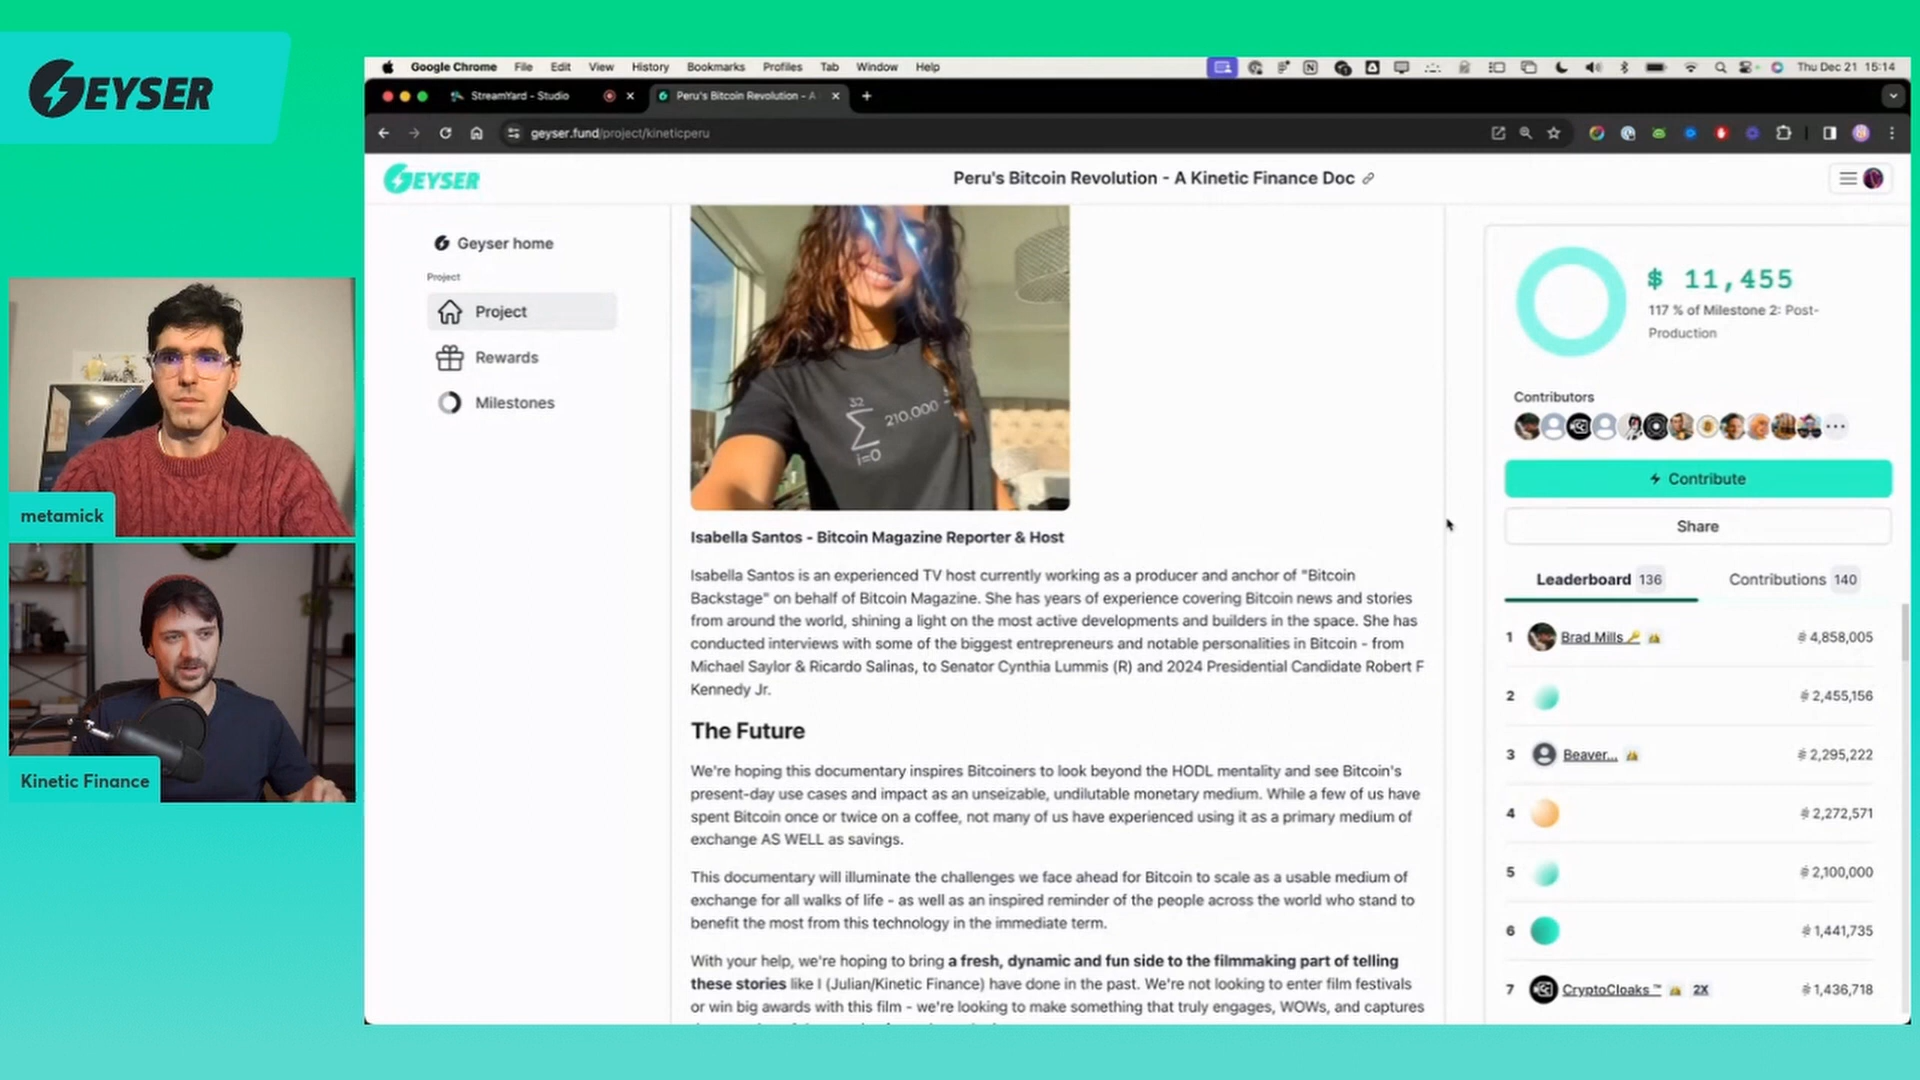 GEYSER
metamick
Kinetic Finance
Google Chrome File Edit View History Bookmarks Profiles Tab Window Help
Thu Dec 21 15:14
StreamYard - Studio
Peru's Bitcoin Revolution - A
geyser.fund/project/kineticperu
GEYSER
Peru's Bitcoin Revolution - A Kinetic Finance Doc
Geyser home
Project
Project
Rewards
Milestones
32
Σ 210,000
i=0
Isabella Santos - Bitcoin Magazine Reporter & Host
Isabella Santos is an experienced TV host currently working as a producer and anchor of "Bitcoin
Backstage" on behalf of Bitcoin Magazine. She has years of experience covering Bitcoin news and stories
from around the world, shining a light on the most active developments and builders in the space. She has
conducted interviews with some of the biggest entrepreneurs and notable personalities in Bitcoin - from
Michael Saylor & Ricardo Salinas, to Senator Cynthia Lummis (R) and 2024 Presidential Candidate Robert F
Kennedy Jr.
The Future
We're hoping this documentary inspires Bitcoiners to look beyond the HODL mentality and see Bitcoin's
present-day use cases and impact as an unseizable, undilutable monetary medium. While a few of us have
spent Bitcoin once or twice on a coffee, not many of us have experienced using it as a primary medium of
exchange AS WELL as savings.
This documentary will illuminate the challenges we face ahead for Bitcoin to scale as a usable medium of
exchange for all walks of life - as well as an inspired reminder of the people across the world who stand to
benefit the most from this technology in the immediate term.
With your help, we're hoping to bring a fresh, dynamic and fun side to the filmmaking part of telling
these stories like I (Julian/Kinetic Finance) have done in the past. We're not looking to enter film festivals
or win big awards with this film - we're looking to make something that truly engages, WOWs, and captures
$ 11,455
117 % of Milestone 2: Post-
Production
Contributors
Contribute
Share
Leaderboard 136
Contributions 140
1 Brad Mills 4,858,005
2 2,455,156
3 Beaver... 2,295,222
4 2,272,571
5 2,100,000
6 1,441,735
7 CryptoCloaks ™ 2X 1,436,718